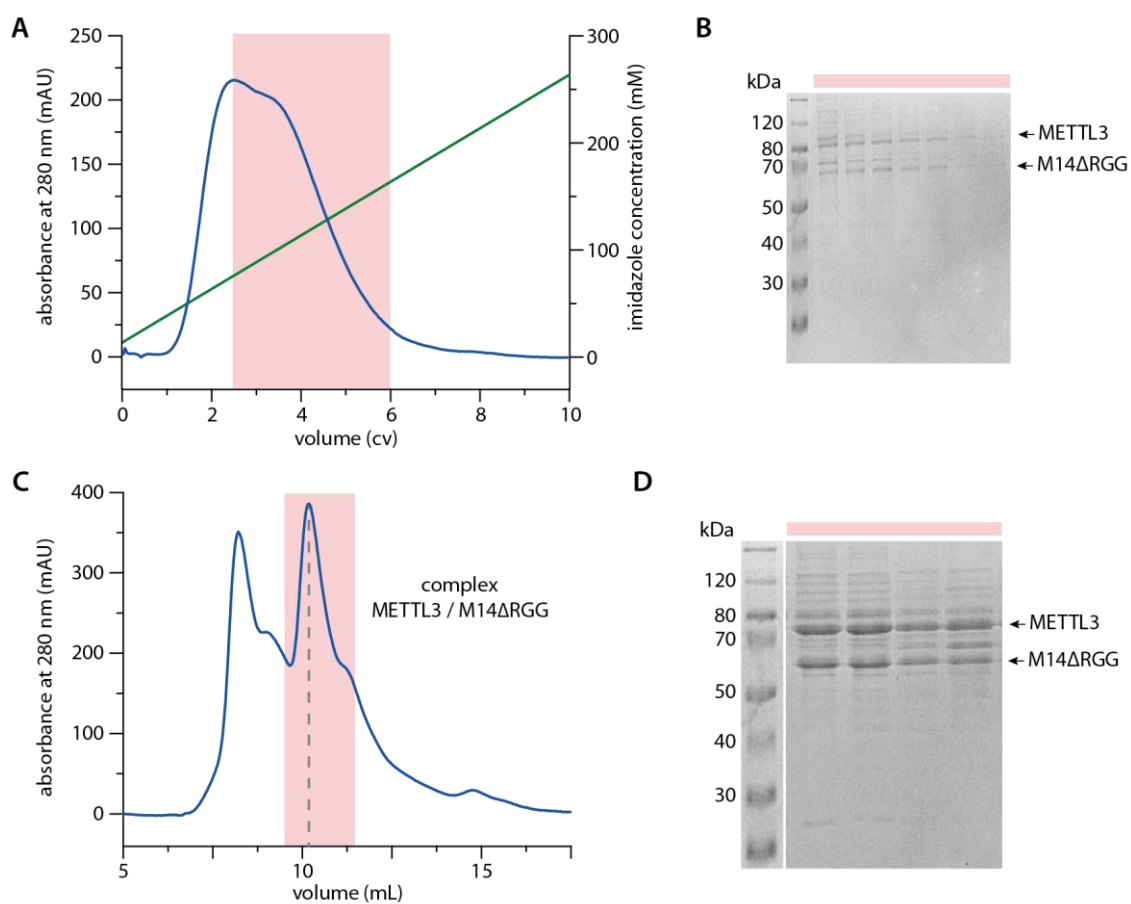 A
absorbance at 280 nm (mAU)
250
200
150
100
50
0
300
200
100
0
imidazole concentration (mM)
0 2 4 6 8 10
volume (cv)
B
kDa
120
80
70
50
40
30
METTL3
M14ΔRGG
C
absorbance at 280 nm (mAU)
400
300
200
100
0
complex
METTL3 / M14ΔRGG
5 10 15
volume (mL)
D
kDa
120
80
70
50
40
30
METTL3
M14ΔRGG